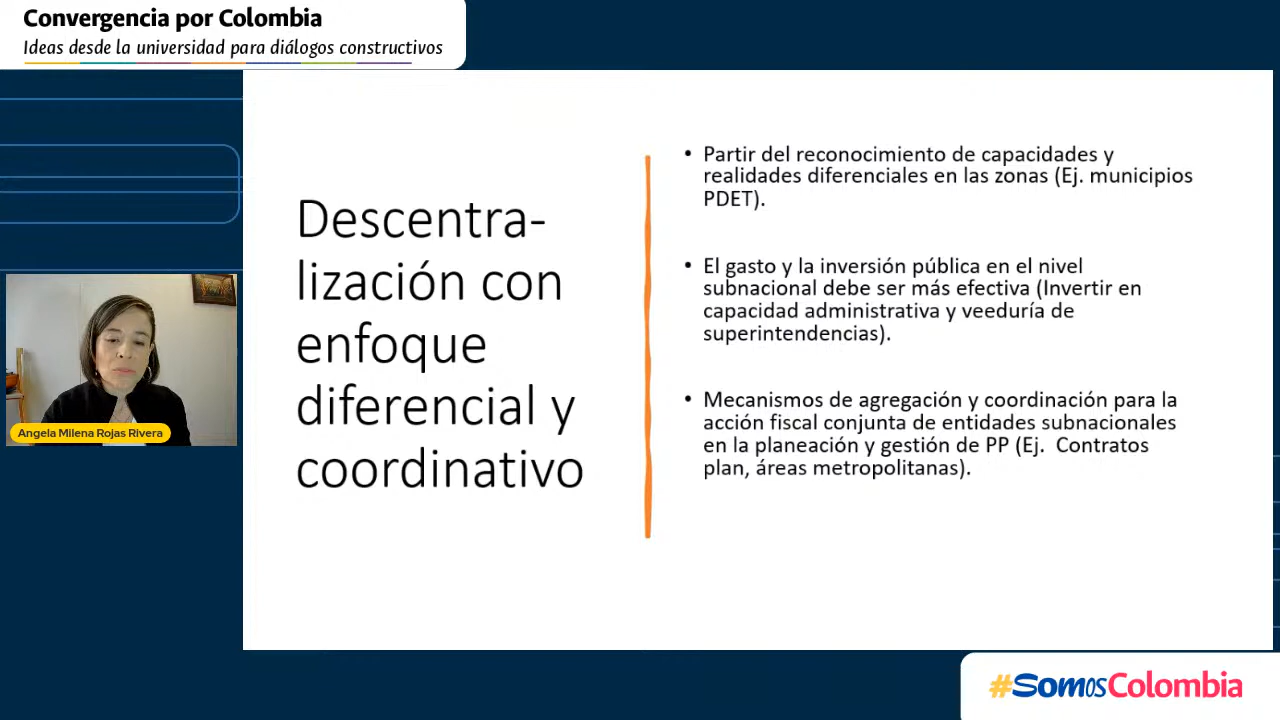 Convergencia por Colombia
Ideas desde la universidad para diálogos constructivos
Descentra-
lización con
enfoque
diferencial y
coordinativo
• Partir del reconocimiento de capacidades y
realidades diferenciales en las zonas (Ej. municipios
PDET).
• El gasto y la inversión pública en el nivel
subnacional debe ser más efectiva (Invertir en
capacidad administrativa y veeduría de
superintendencias).
• Mecanismos de agregación y coordinación para la
acción fiscal conjunta de entidades subnacionales
en la planeación y gestión de PP (Ej. Contratos
plan, áreas metropolitanas).
Angela Milena Rojas Rivera
#SomosColombia